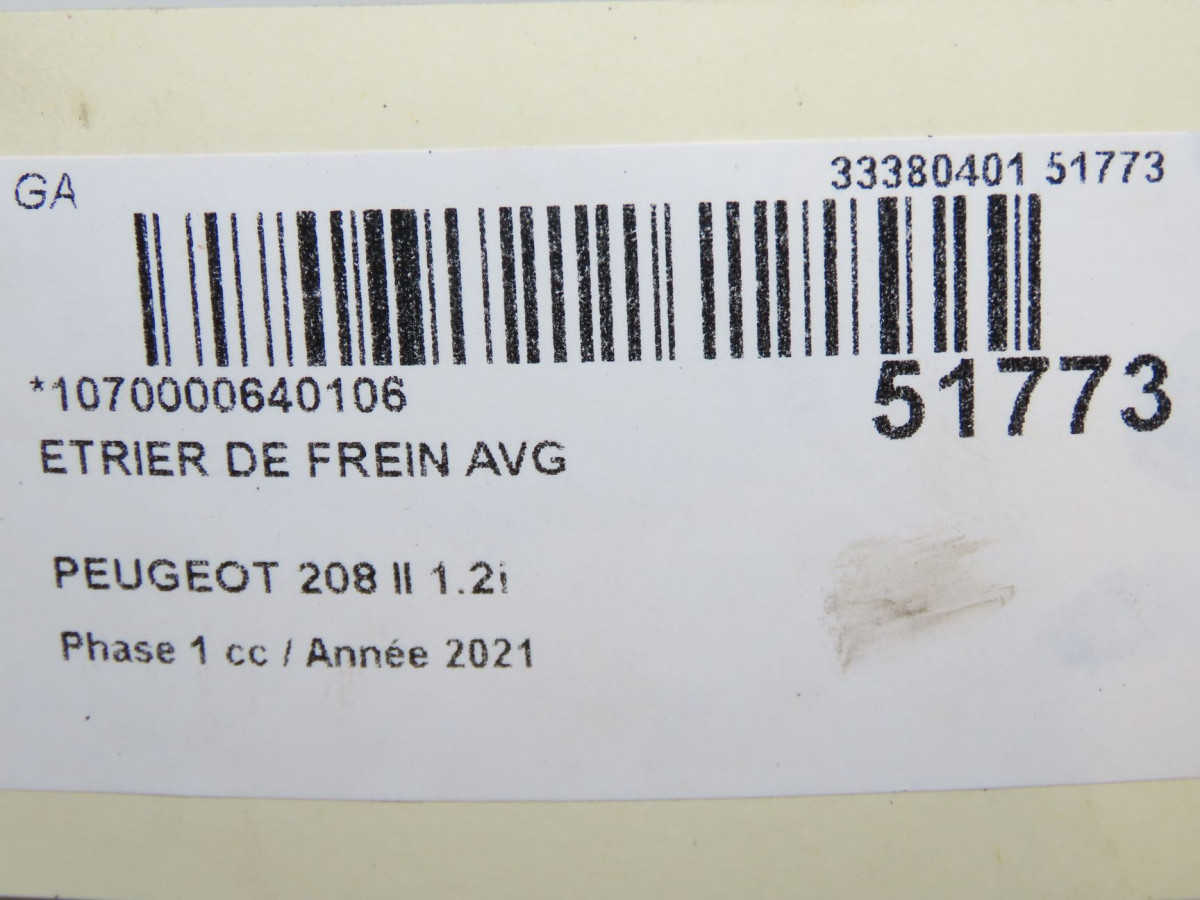 GA
33380401 51773
*1070000640106
51773
ETRIER DE FREIN AVG
PEUGEOT 208 II 1.2i
Phase 1 cc / Année 2021